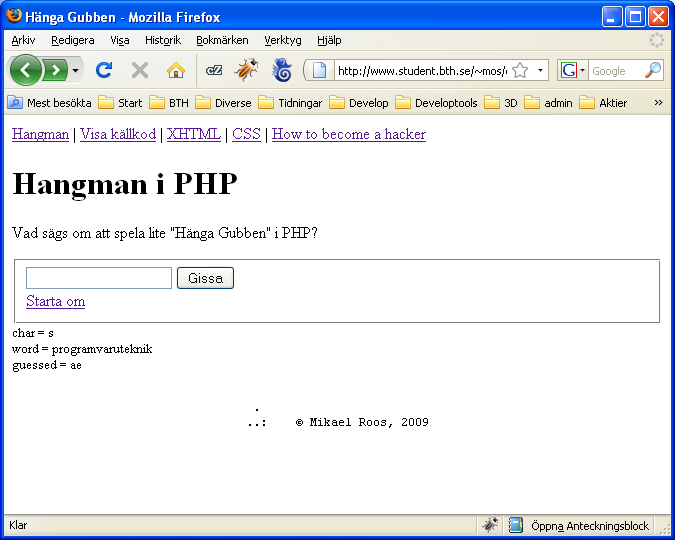 Hänga Gubben - Mozilla Firefox
Arkiv Redigera Visa Historik Bokmärken Verktyg Hjälp
http://www.student.bth.se/~mos/ Google
Mest besökta Start BTH Diverse Tidningar Develop Developtools 3D admin Aktier »
Hangman | Visa källkod | XHTML | CSS | How to become a hacker
Hangman i PHP
Vad sägs om att spela lite "Hänga Gubben" i PHP?
Gissa
Starta om
char = s
word = programvaruteknik
guessed = ae
.
..: © Mikael Roos, 2009
Klar Öppna Anteckningsblock